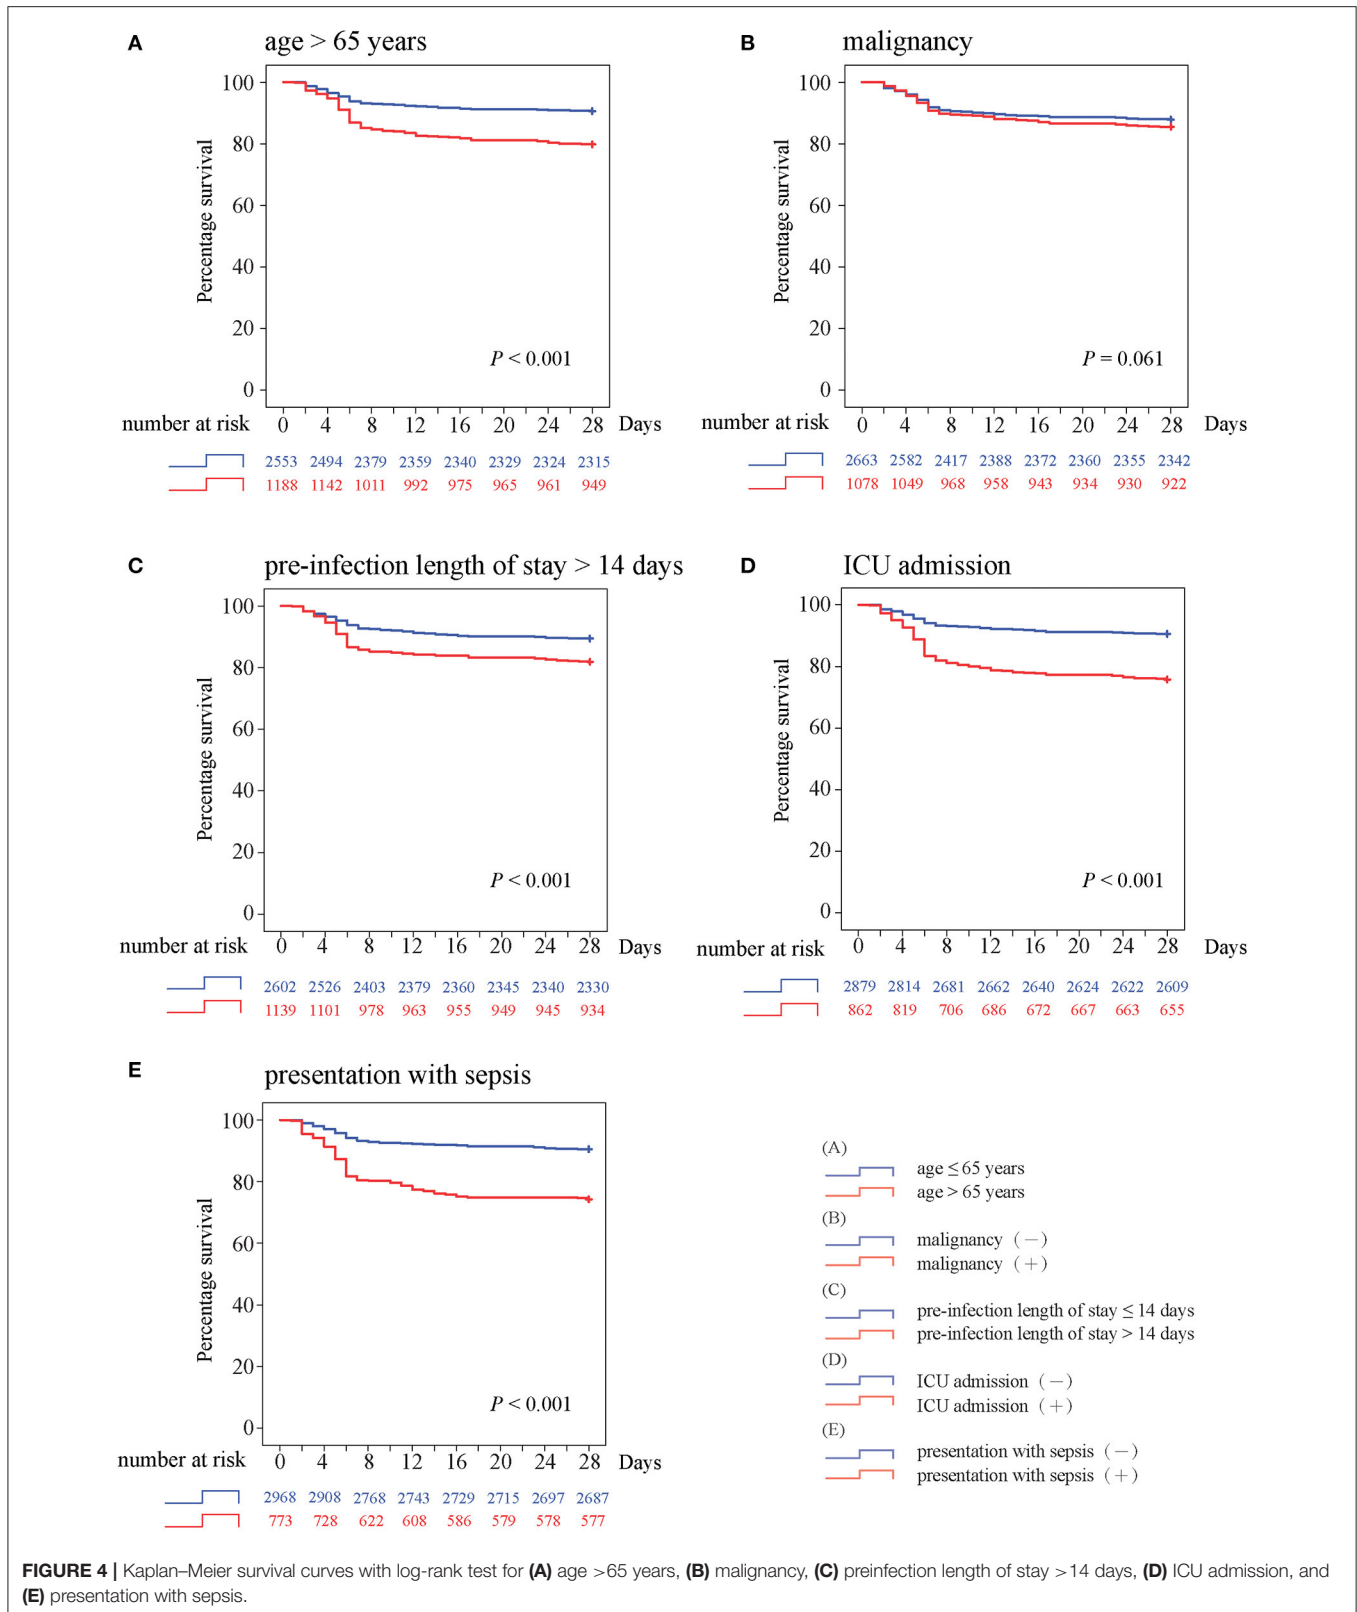 A age > 65 years
100
80
60
40
20
0
Percentage survival
P < 0.001
number at risk 0 4 8 12 16 20 24 28 Days
2553 2494 2379 2359 2340 2329 2324 2315
1188 1142 1011 992 975 965 961 949
B malignancy
100
80
60
40
20
0
Percentage survival
P = 0.061
number at risk 0 4 8 12 16 20 24 28 Days
2663 2582 2417 2388 2372 2360 2355 2342
1078 1049 968 958 943 934 930 922
C pre-infection length of stay > 14 days
100
80
60
40
20
0
Percentage survival
P < 0.001
number at risk 0 4 8 12 16 20 24 28 Days
2602 2526 2403 2379 2360 2345 2340 2330
1139 1101 978 963 955 949 945 934
D ICU admission
100
80
60
40
20
0
Percentage survival
P < 0.001
number at risk 0 4 8 12 16 20 24 28 Days
2879 2814 2681 2662 2640 2624 2622 2609
862 819 706 686 672 667 663 655
E presentation with sepsis
100
80
60
40
20
0
Percentage survival
P < 0.001
number at risk 0 4 8 12 16 20 24 28 Days
2968 2908 2768 2743 2729 2715 2697 2687
773 728 622 608 586 579 578 577
(A)
age ≤ 65 years
age > 65 years
(B)
malignancy (−)
malignancy (+)
(C)
pre-infection length of stay ≤ 14 days
pre-infection length of stay > 14 days
(D)
ICU admission (−)
ICU admission (+)
(E)
presentation with sepsis (−)
presentation with sepsis (+)
FIGURE 4 | Kaplan–Meier survival curves with log-rank test for (A) age >65 years, (B) malignancy, (C) preinfection length of stay >14 days, (D) ICU admission, and
(E) presentation with sepsis.